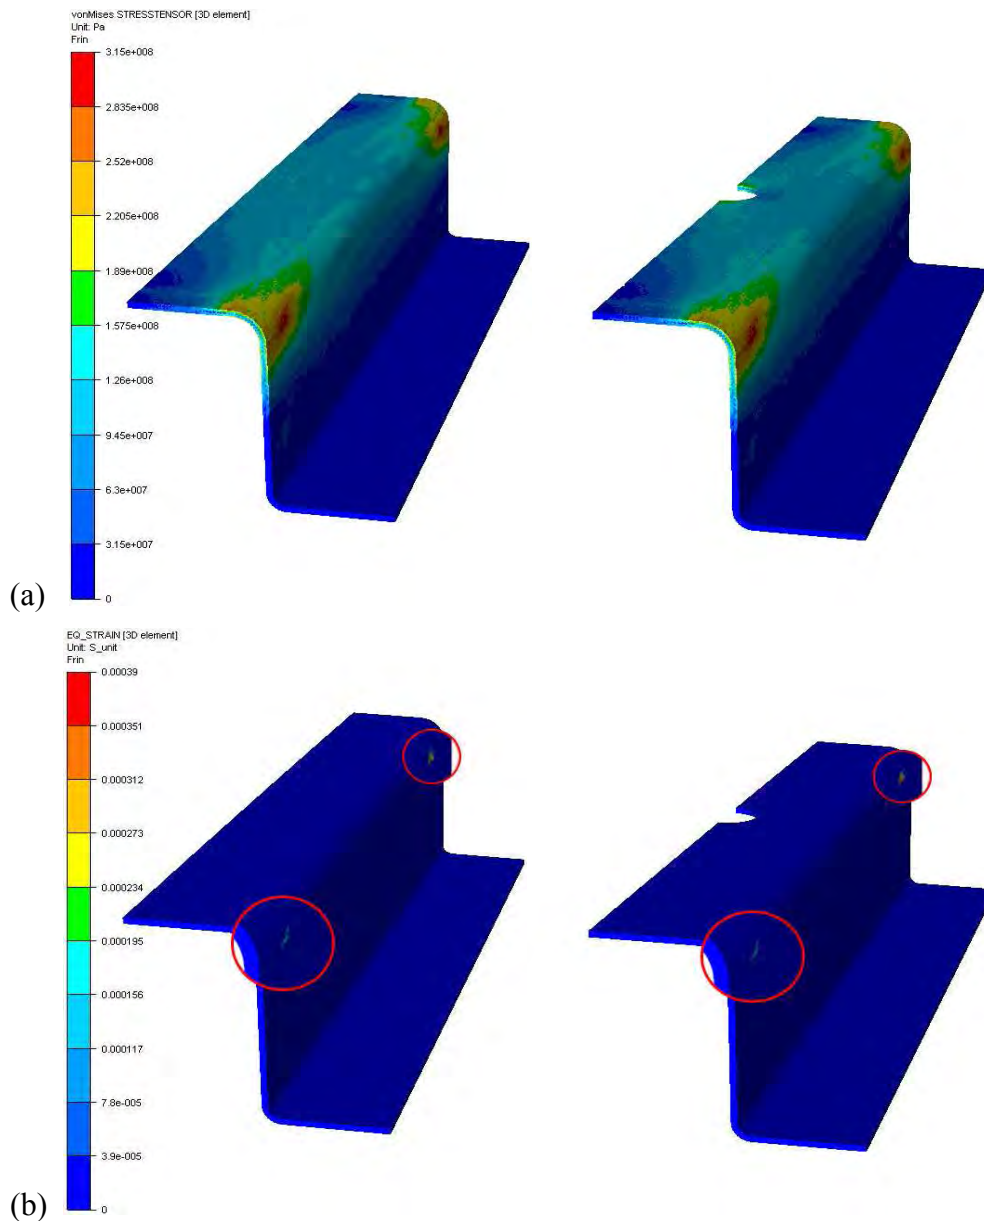 vonMises STRESSTENSOR [3D element]
Unit: Pa
Frin
3.15e+008
2.835e+008
2.52e+008
2.205e+008
1.89e+008
1.575e+008
1.26e+008
9.45e+007
6.3e+007
3.15e+007
0
(a)
EQ_STRAIN [3D element]
Unit: S_unit
Frin
0.00039
0.000351
0.000312
0.000273
0.000234
0.000195
0.000156
0.000117
7.8e-005
3.9e-005
0
(b)